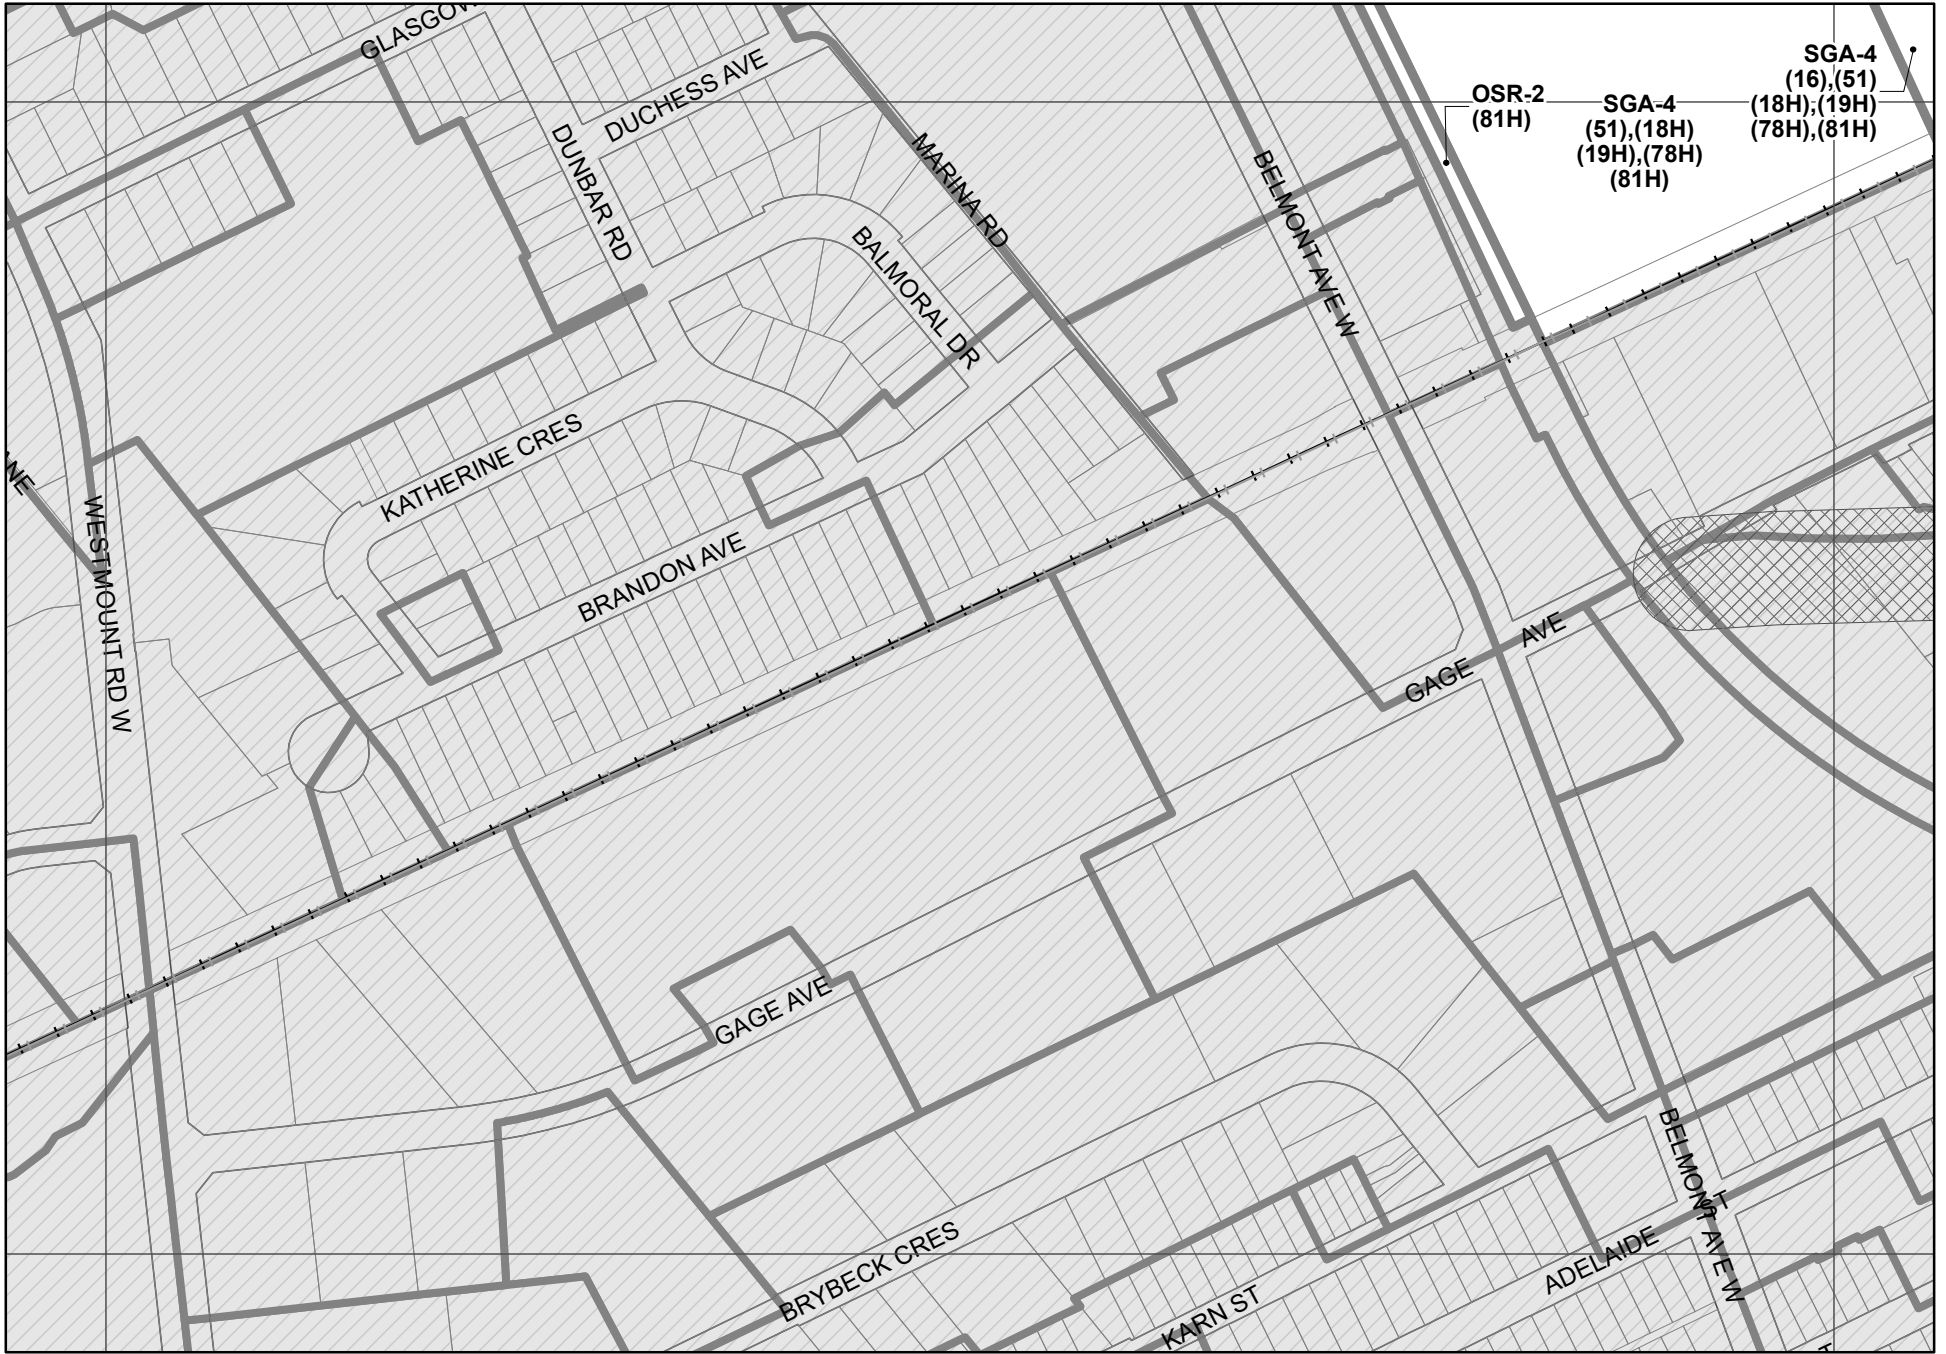 GLASGOW
DUCHESS AVE
DUNBAR RD
MARINA RD
BELMONT AVE W
OSR-2
(81H)
SGA-4
(51),(18H)
(19H),(78H)
(81H)
SGA-4
(16),(51)
(18H),(19H)
(78H),(81H)
BALMORAL DR
KATHERINE CRES
WESTMOUNT RD W
BRANDON AVE
GAGE AVE
GAGE AVE
BRYBECK CRES
KARN ST
ADELAIDE ST
BELMONT AVE W